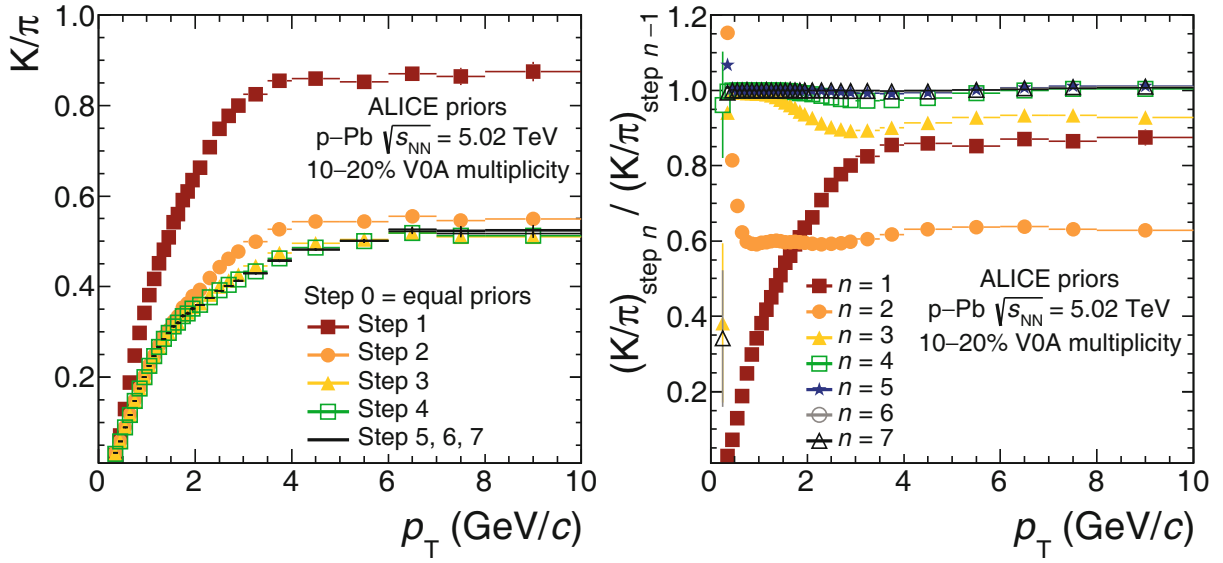 K/π
1.0
0.8
0.6
0.4
0.2
ALICE priors
p–Pb √sNN = 5.02 TeV
10–20% V0A multiplicity
Step 0 = equal priors
Step 1
Step 2
Step 3
Step 4
Step 5, 6, 7
0 2 4 6 8 10
pT (GeV/c)
(K/π)step n / (K/π)step n−1
1.2
1.0
0.8
0.6
0.4
0.2
n = 1
n = 2
n = 3
n = 4
n = 5
n = 6
n = 7
ALICE priors
p–Pb √sNN = 5.02 TeV
10–20% V0A multiplicity
0 2 4 6 8 10
pT (GeV/c)